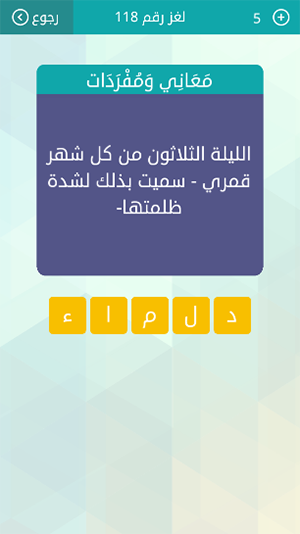 رجوع لغز رقم 118 5
مَعَانِي وَمُفْرَدَات
الليلة الثلاثون من كل شهر
قمري - سميت بذلك لشدة
ظلمتها-
د ل م ا ء